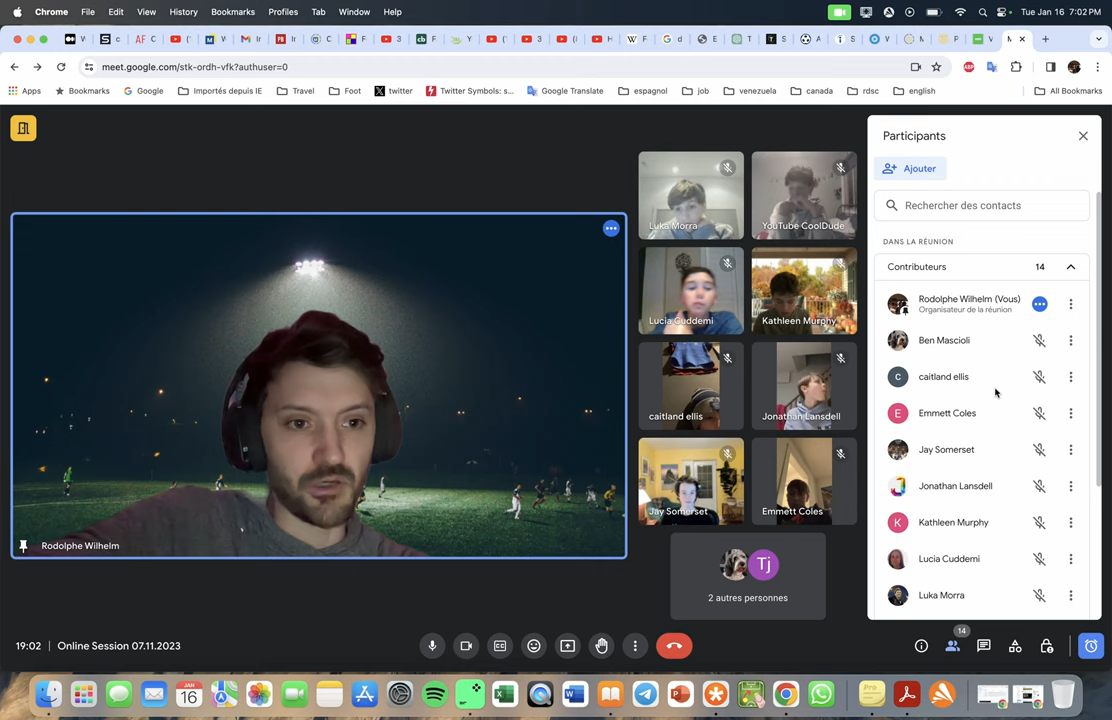 Chrome File Edit View History Bookmarks Profiles Tab Window Help Tue Jan 16 7:02 PM
meet.google.com/stk-ordh-vfk?authuser=0
Apps Bookmarks Google Importés depuis IE Travel Foot twitter Twitter Symbols: s... Google Translate espagnol job venezuela canada rdsc english All Bookmarks
Participants
Ajouter
Rechercher des contacts
DANS LA RÉUNION
Contributeurs 14
Rodolphe Wilhelm (Vous)
Organisateur de la réunion
Ben Mascioli
C caitland ellis
E Emmett Coles
Jay Somerset
Jonathan Lansdell
K Kathleen Murphy
Lucia Cuddemi
Luka Morra
Luka Morra
YouTube CoolDude
Lucia Cuddemi
Kathleen Murphy
caitland ellis
Jonathan Lansdell
Jay Somerset
Emmett Coles
Tj
2 autres personnes
Rodolphe Wilhelm
19:02 | Online Session 07.11.2023
14
JAN
16